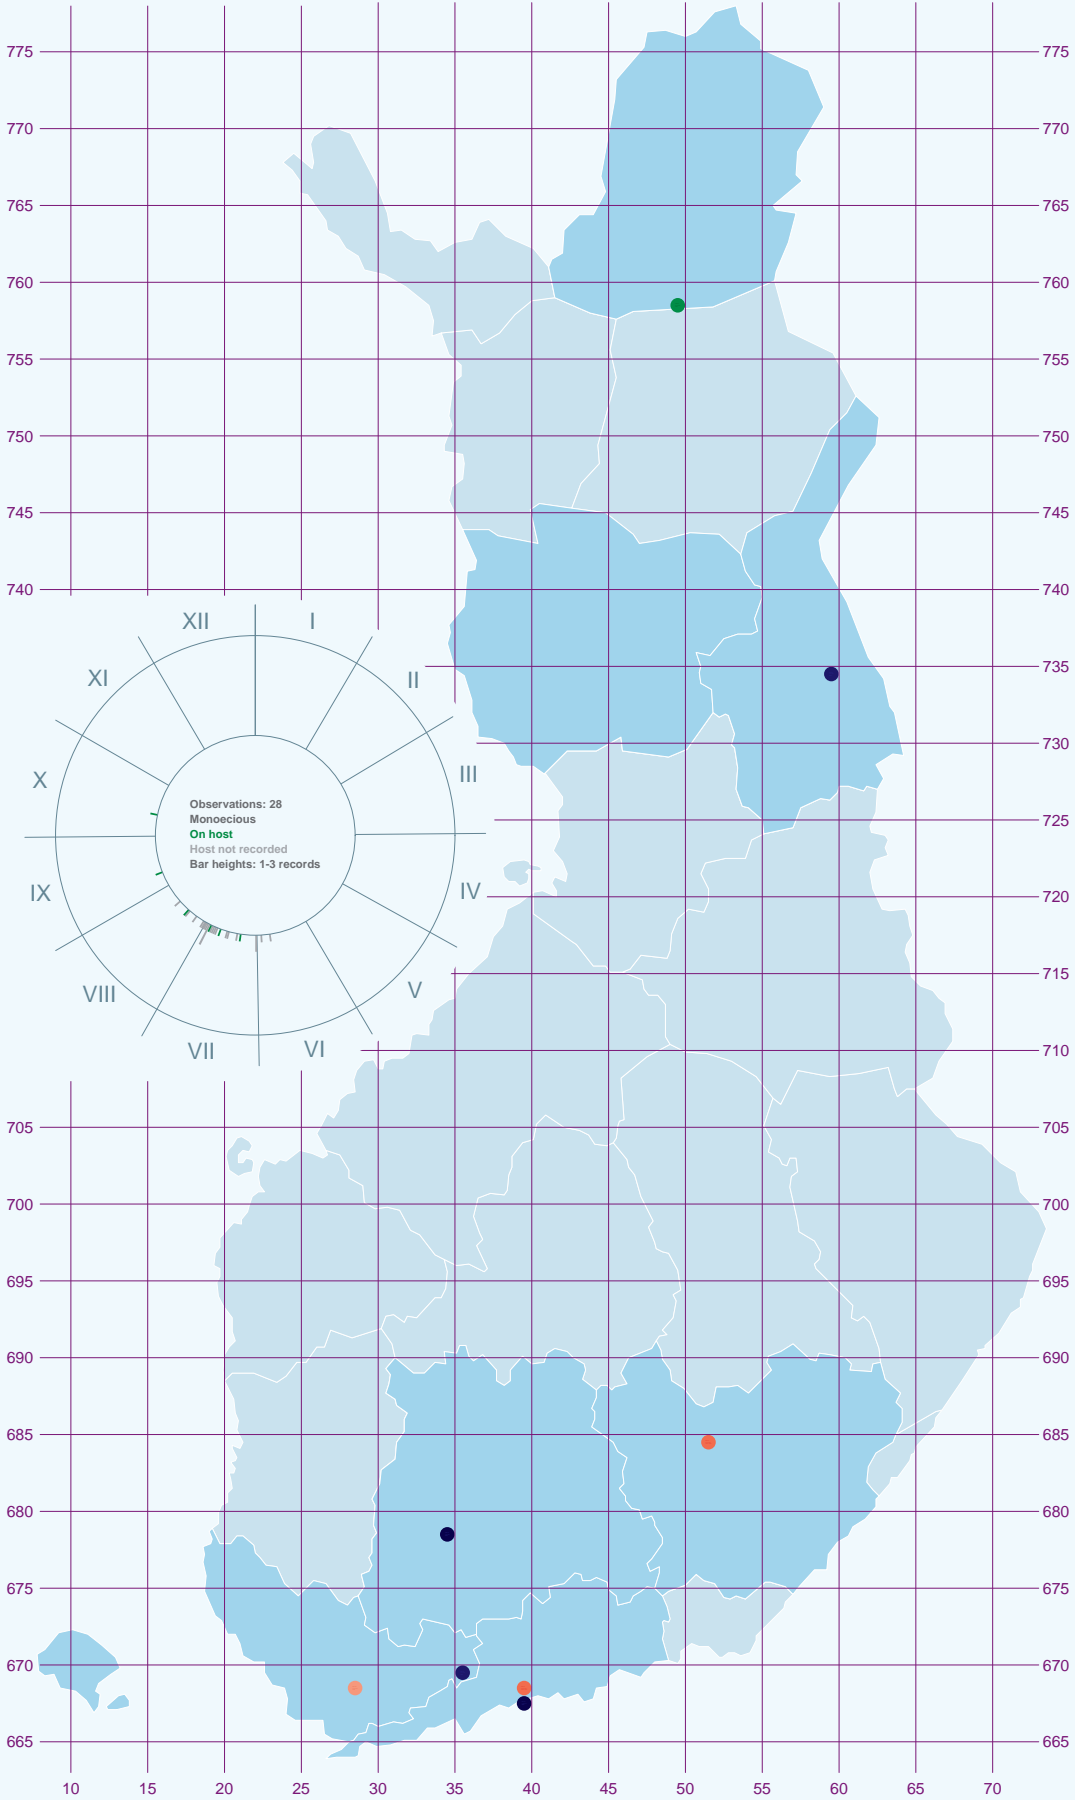 775 775
770 770
765 765
760 760
755 755
750 750
745 745
740 740
XII I
XI II
735
730
X III
Observations: 28
Monoecious
On host
Host not recorded
Bar heights: 1-3 records
725
IX IV
720
VIII V
715
VII VI
710
705 705
700 700
695 695
690 690
685 685
680 680
675 675
670 670
665 665
10 15 20 25 30 35 40 45 50 55 60 65 70